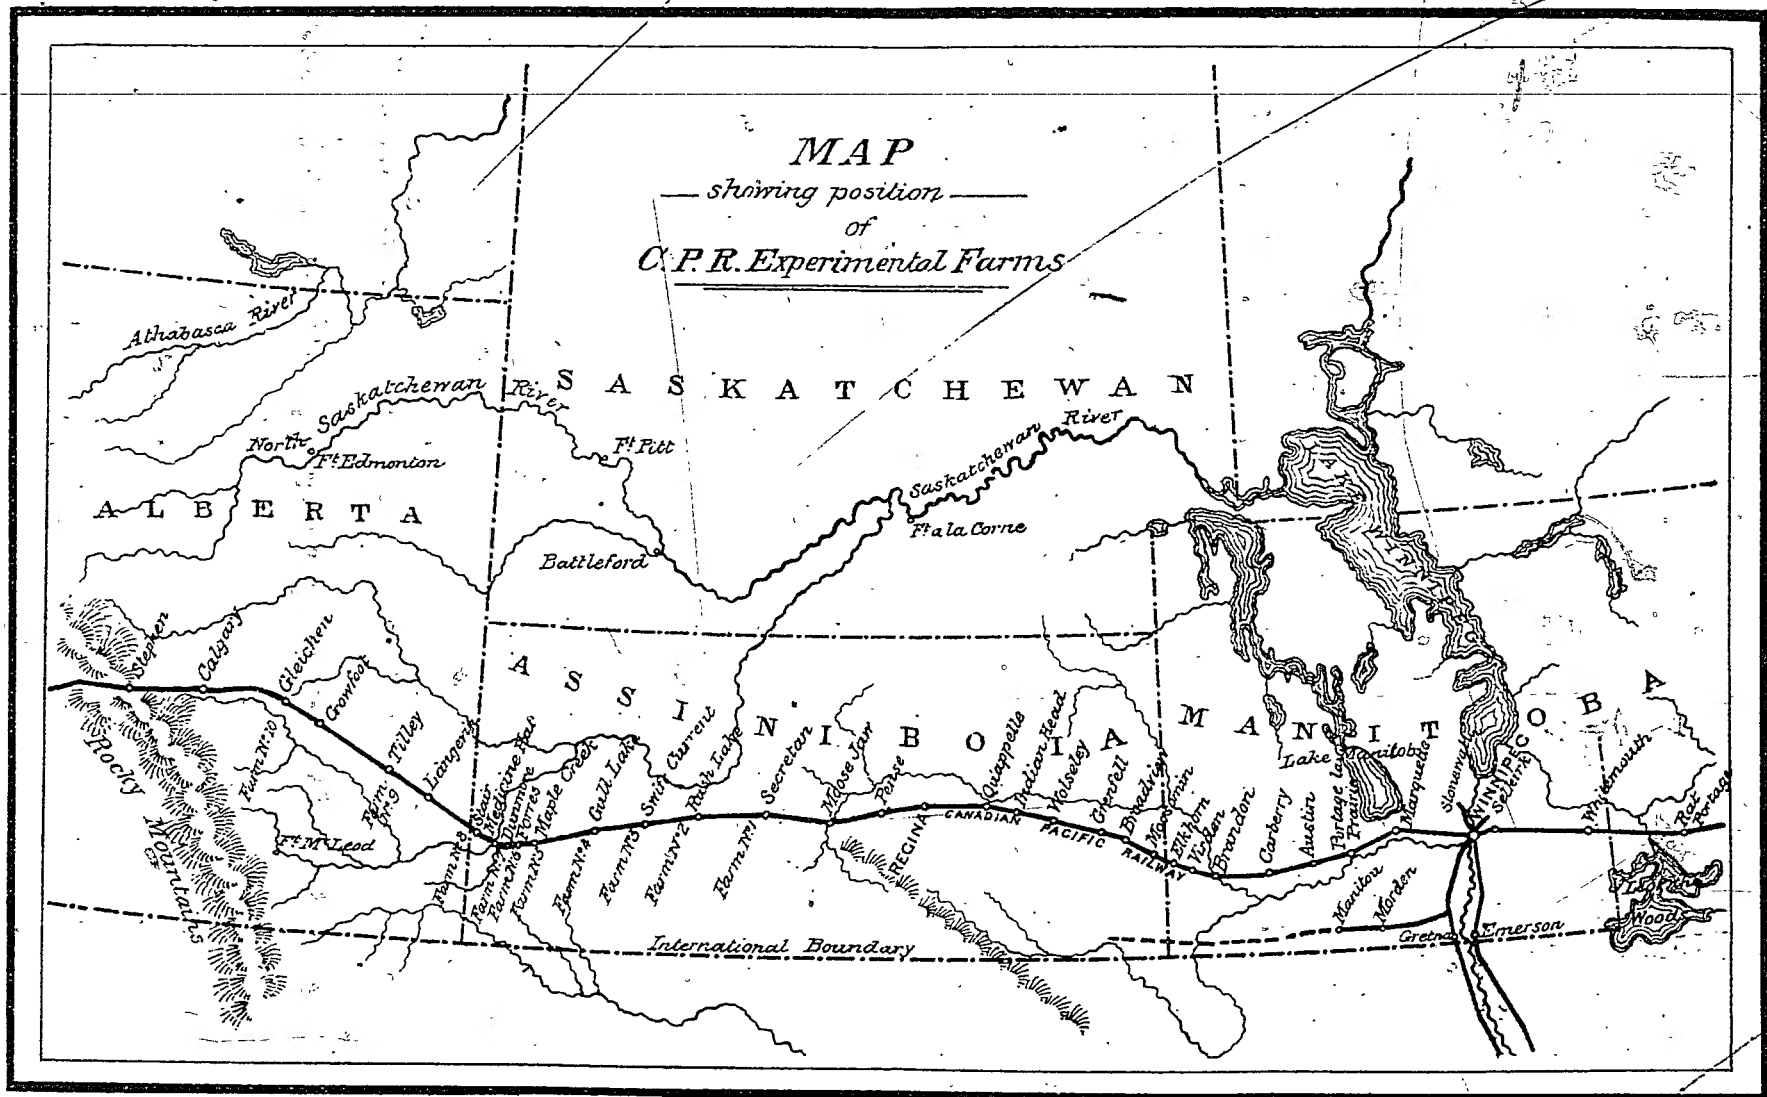 MAP
showing position
of
C. P. R. Experimental Farms
Athabasca River
SASKATCHEWAN
North Saskatchewan River
Ft. Edmonton
Ft. Pitt
Saskatchewan River
Ft. a la Corne
Battleford
ALBERTA
ASSINIBOIA
MANITOBA
Stephen
Calgary
Gleichen
Crowfoot
Tilley
Langevin
Stair
Medicine Hat
Dunmore
Forres
Maple Creek
Gull Lake
Swift Current
Rush Lake
Secretan
Moose Jaw
Pense
REGINA
Quappelle
Indian Head
Wolseley
Grenfell
Broadview
Moosomin
Elkhorn
Virden
Brandon
Carberry
Austin
Portage la Prairie
Marquette
Stonewall
WINNIPEG
Selkirk
Whitemouth
Rat Portage
Lake Manitoba
CANADIAN PACIFIC RAILWAY
Farm No. 10
Farm No. 9
Farm No. 8
Farm No. 7
Farm No. 6
Farm No. 5
Farm No. 4
Farm No. 3
Farm No. 2
Farm No. 1
Ft. McLeod
Rocky Mountains
Manitou
Morden
Gretna
Emerson
Woods
International Boundary